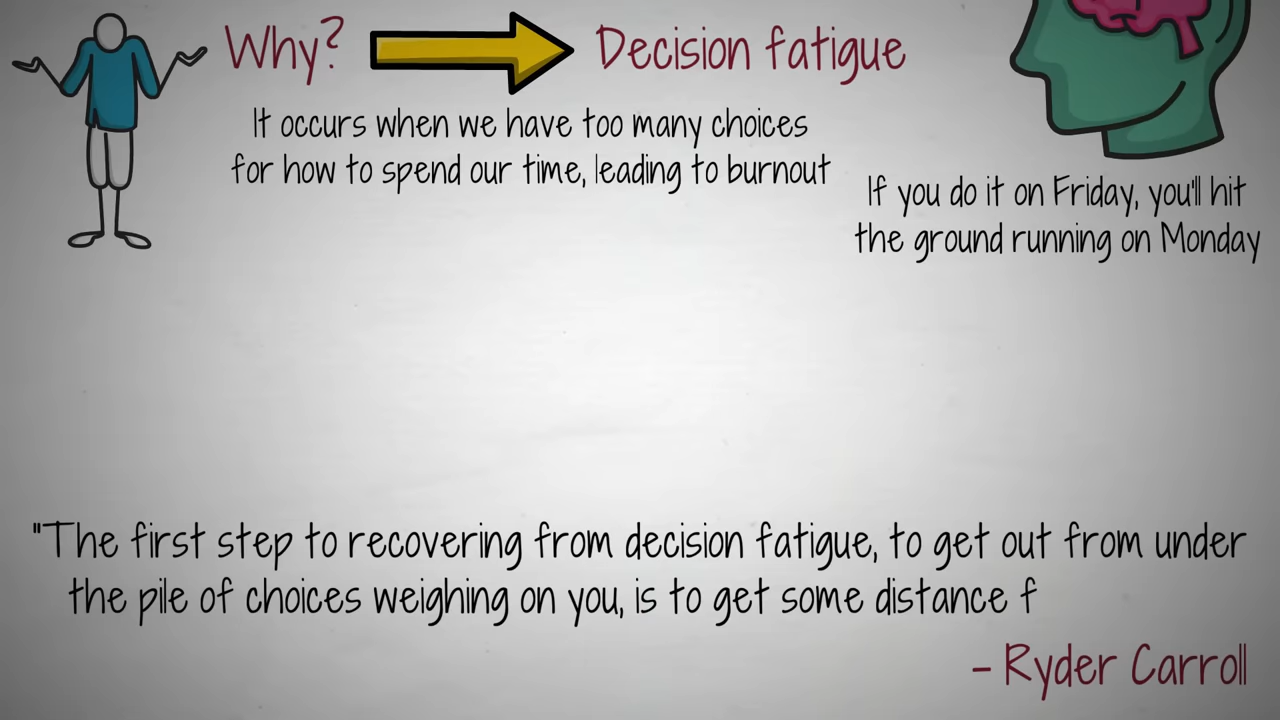 Why? Decision fatigue
It occurs when we have too many choices
for how to spend our time, leading to burnout
If you do it on Friday, you'll hit
the ground running on Monday
"The first step to recovering from decision fatigue, to get out from under
the pile of choices weighing on you, is to get some distance f
- Ryder Carroll